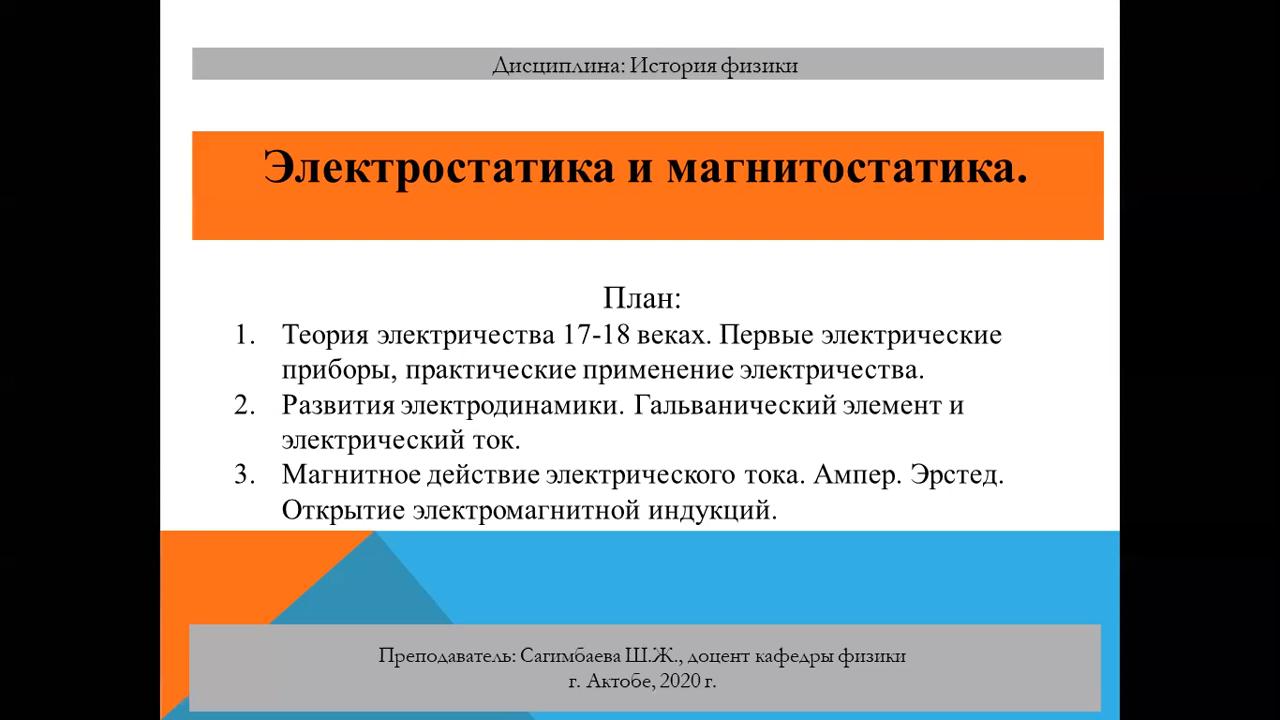 Дисциплина: История физики
Электростатика и магнитостатика.
План:
1. Теория электричества 17-18 веках. Первые электрические
приборы, практические применение электричества.
2. Развития электродинамики. Гальванический элемент и
электрический ток.
3. Магнитное действие электрического тока. Ампер. Эрстед.
Открытие электромагнитной индукций.
Преподаватель: Сагимбаева Ш.Ж., доцент кафедры физики
г. Актобе, 2020 г.